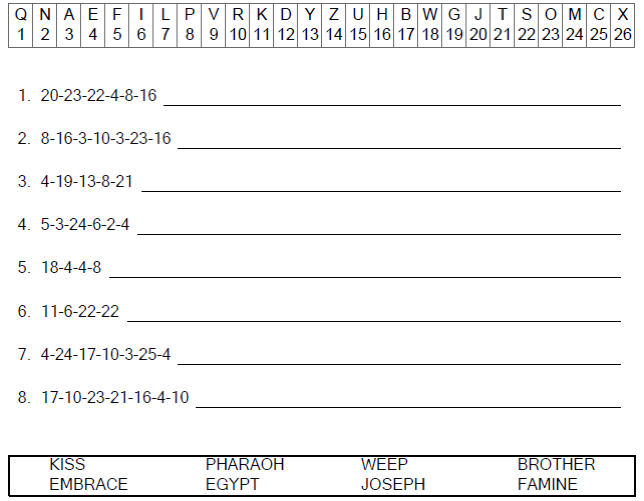 Q N A E F I L P V R K D Y Z U H B W G J T S O M C X
1 2 3 4 5 6 7 8 9 10 11 12 13 14 15 16 17 18 19 20 21 22 23 24 25 26
1. 20-23-22-4-8-16
2. 8-16-3-10-3-23-16
3. 4-19-13-8-21
4. 5-3-24-6-2-4
5. 18-4-4-8
6. 11-6-22-22
7. 4-24-17-10-3-25-4
8. 17-10-23-21-16-4-10
KISS PHARAOH WEEP BROTHER
EMBRACE EGYPT JOSEPH FAMINE